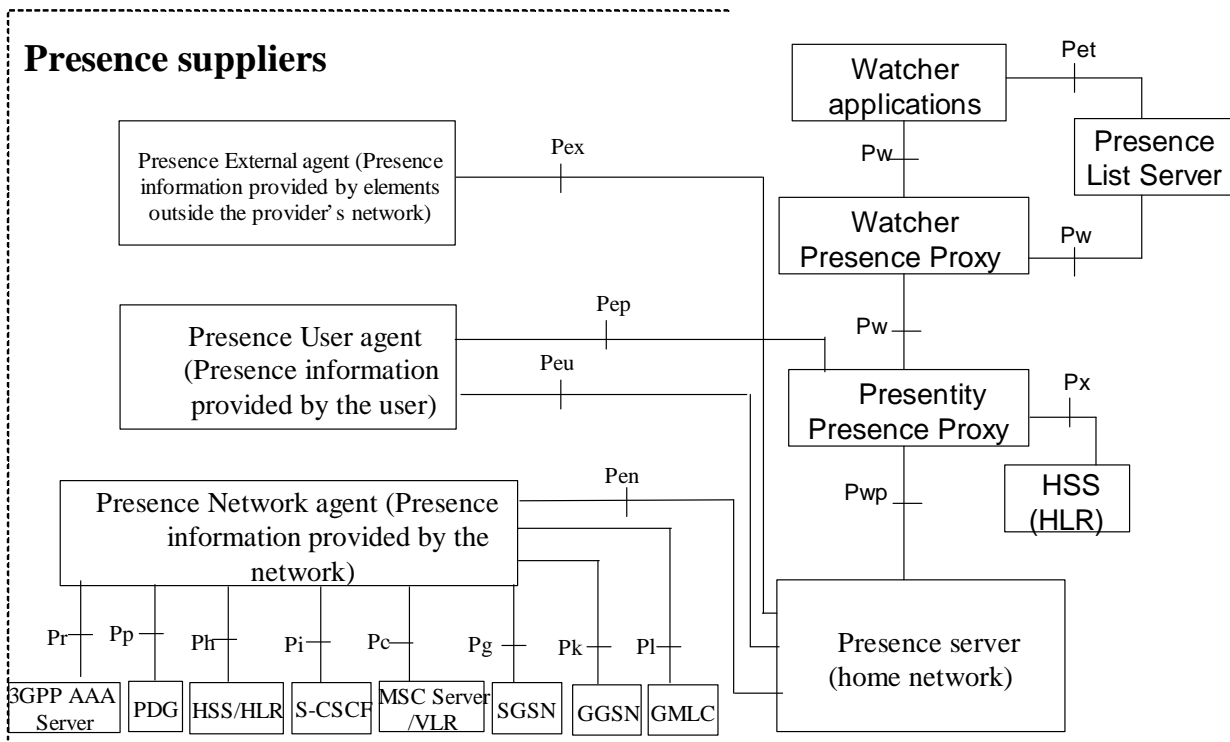 Presence suppliers
Watcher
applications
Pet
Presence
List Server
Pw
Presence External agent (Presence
information provided by elements
outside the provider's network)
Pex
Watcher
Presence Proxy
Pw
Pw
Presence User agent
(Presence information
provided by the user)
Pep
Peu
Presentity
Presence Proxy
Px
HSS
(HLR)
Pwp
Presence Network agent (Presence
information provided by the
network)
Pen
Presence server
(home network)
Pr
Pp
Ph
Pi
Pc
Pg
Pk
Pl
3GPP AAA
Server
PDG
HSS/HLR
S-CSCF
MSC Server
/VLR
SGSN
GGSN
GMLC